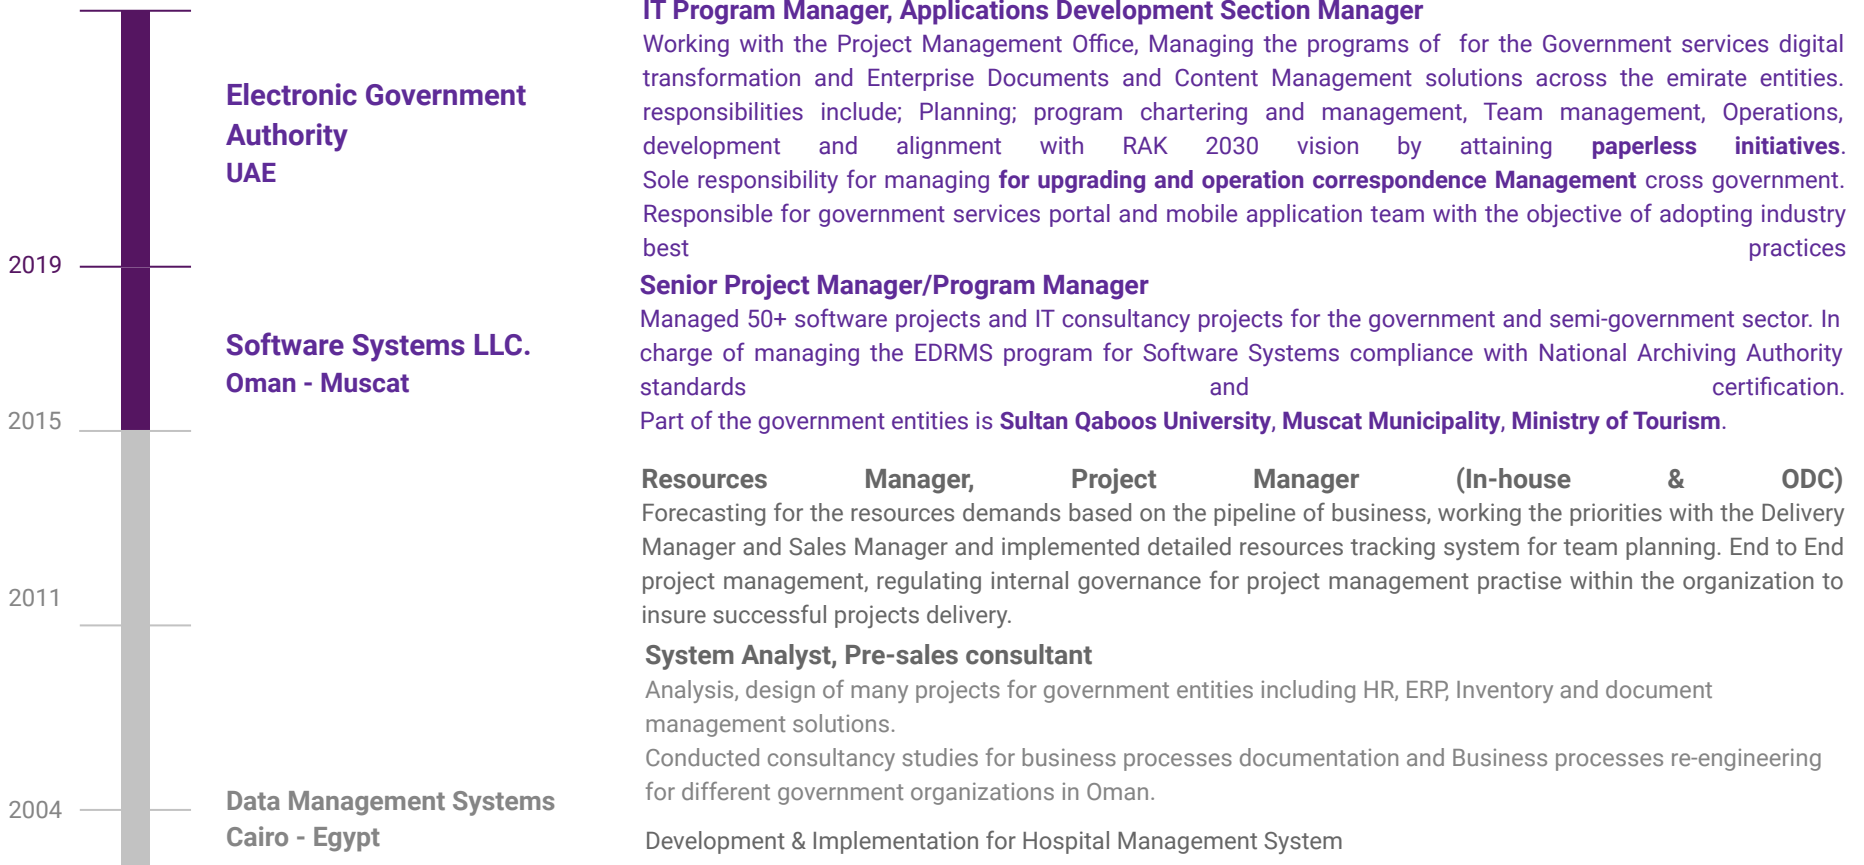 IT Program Manager, Applications Development Section Manager
Working with the Project Management Office, Managing the programs of for the Government services digital
transformation and Enterprise Documents and Content Management solutions across the emirate entities.
responsibilities include; Planning; program chartering and management, Team management, Operations,
development and alignment with RAK 2030 vision by attaining paperless initiatives.
Sole responsibility for managing for upgrading and operation correspondence Management cross government.
Responsible for government services portal and mobile application team with the objective of adopting industry
best practices
Electronic Government
Authority
UAE
2019
Senior Project Manager/Program Manager
Managed 50+ software projects and IT consultancy projects for the government and semi-government sector. In
charge of managing the EDRMS program for Software Systems compliance with National Archiving Authority
standards and certification.
Part of the government entities is Sultan Qaboos University, Muscat Municipality, Ministry of Tourism.
Software Systems LLC.
Oman - Muscat
2015
Resources Manager, Project Manager (In-house & ODC)
Forecasting for the resources demands based on the pipeline of business, working the priorities with the Delivery
Manager and Sales Manager and implemented detailed resources tracking system for team planning. End to End
project management, regulating internal governance for project management practise within the organization to
insure successful projects delivery.
2011
System Analyst, Pre-sales consultant
Analysis, design of many projects for government entities including HR, ERP, Inventory and document
management solutions.
Conducted consultancy studies for business processes documentation and Business processes re-engineering
for different government organizations in Oman.
2004
Data Management Systems
Cairo - Egypt
Development & Implementation for Hospital Management System